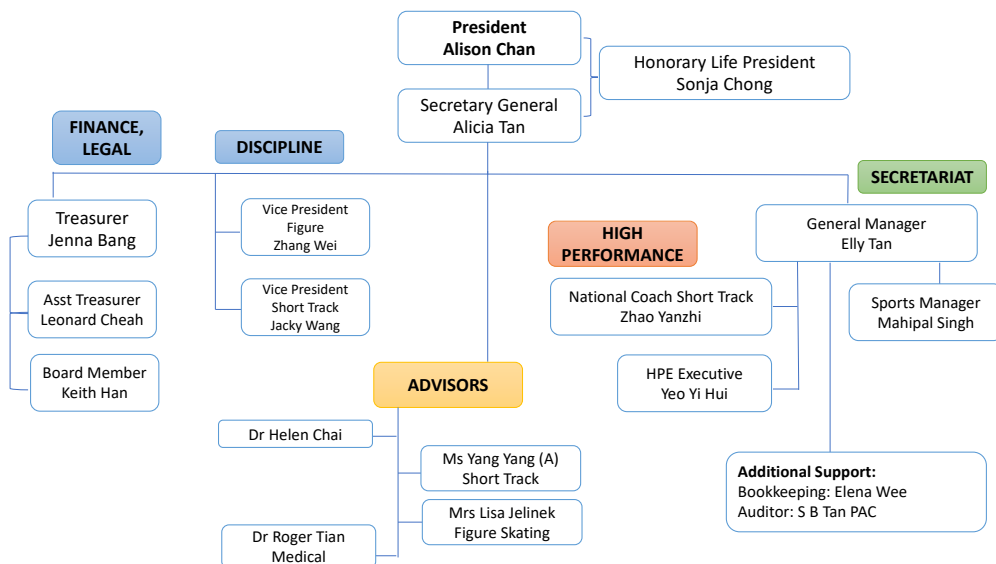 President
Alison Chan
Honorary Life President
Sonja Chong
Secretary General
Alicia Tan
FINANCE,
LEGAL
DISCIPLINE
SECRETARIAT
Treasurer
Jenna Bang
Vice President
Figure
Zhang Wei
General Manager
Elly Tan
HIGH
PERFORMANCE
Asst Treasurer
Leonard Cheah
Vice President
Short Track
Jacky Wang
National Coach Short Track
Zhao Yanzhi
Sports Manager
Mahipal Singh
Board Member
Keith Han
HPE Executive
Yeo Yi Hui
ADVISORS
Dr Helen Chai
Ms Yang Yang (A)
Short Track
Mrs Lisa Jelinek
Figure Skating
Dr Roger Tian
Medical
Additional Support:
Bookkeeping: Elena Wee
Auditor: S B Tan PAC